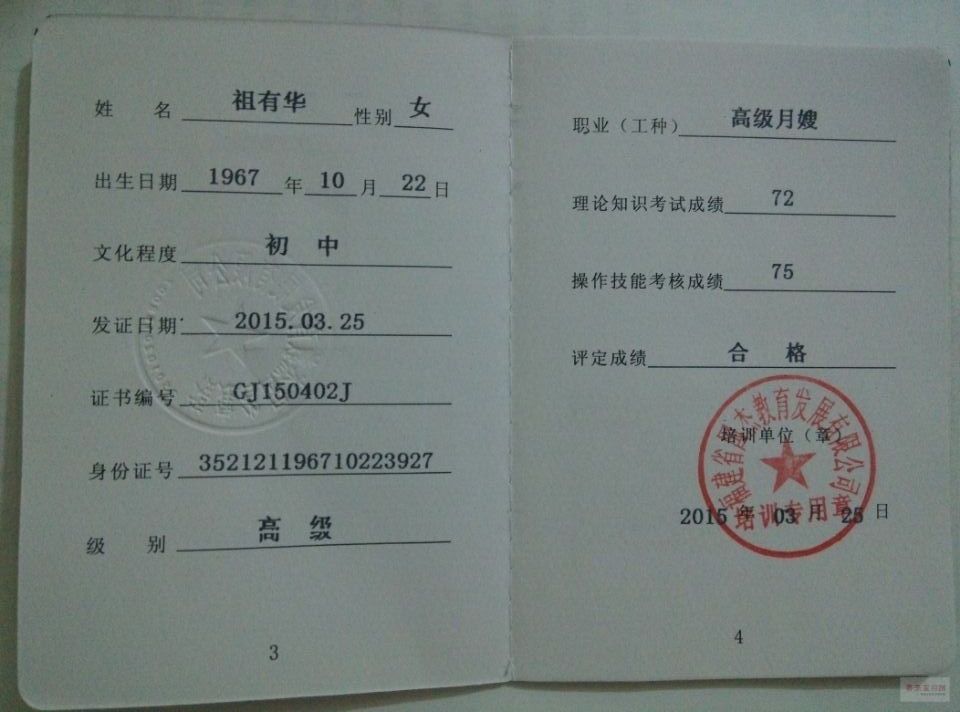 姓 名 祖有华 性别 女
出生日期 1967 年 10 月 22 日
文化程度 初 中
发证日期 2015.03.25
证书编号 GJ150402J
身份证号 352121196710223927
级 别 高 级
3
职业（工种） 高级月嫂
理论知识考试成绩 72
操作技能考核成绩 75
评定成绩 合 格
培训单位（章）
2015 年 03 月 25 日
培训专用章
4